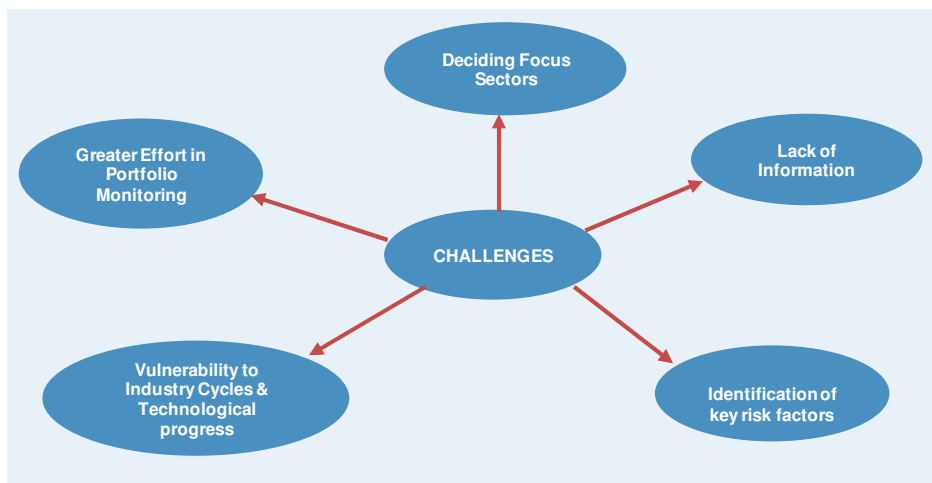 Deciding Focus
Sectors
Greater Effort in
Portfolio
Monitoring
Lack of
Information
CHALLENGES
Vulnerability to
Industry Cycles &
Technological
progress
Identification of
key risk factors